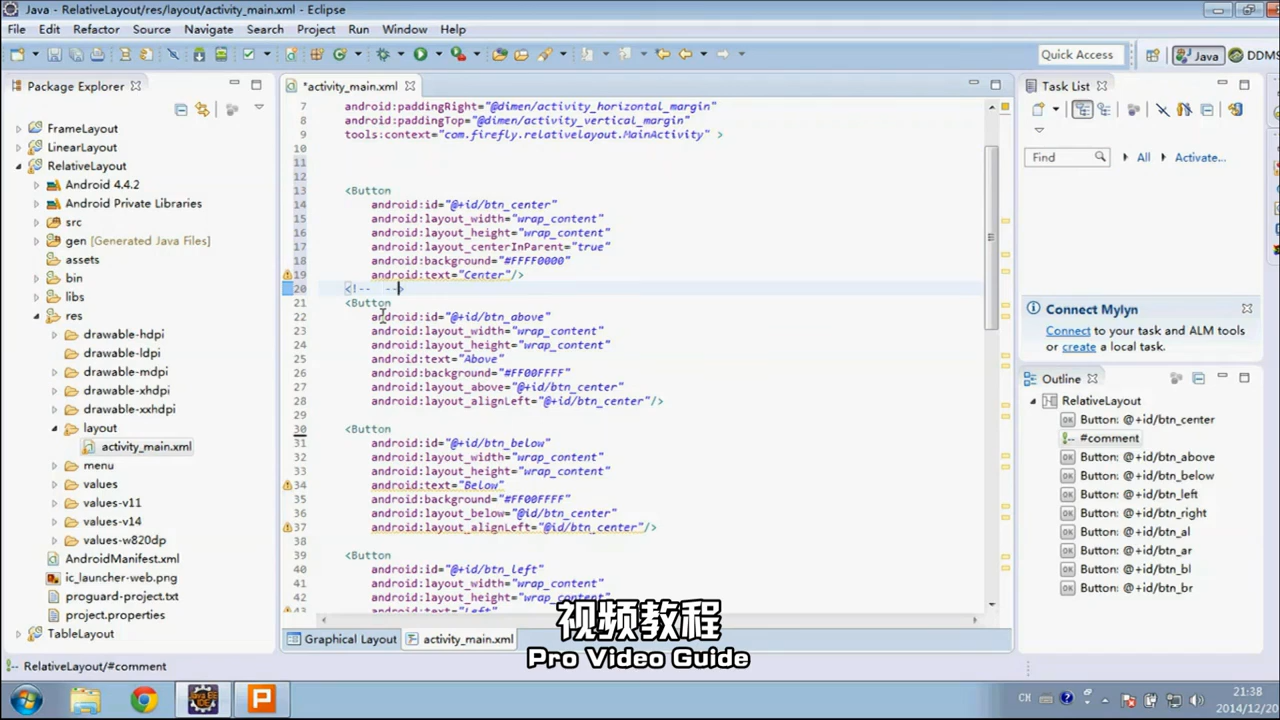 Java - RelativeLayout/res/layout/activity_main.xml - Eclipse
File Edit Refactor Source Navigate Search Project Run Window Help
Quick Access Java DDMS
Package Explorer
FrameLayout
LinearLayout
RelativeLayout
Android 4.4.2
Android Private Libraries
src
gen [Generated Java Files]
assets
bin
libs
res
drawable-hdpi
drawable-ldpi
drawable-mdpi
drawable-xhdpi
drawable-xxhdpi
layout
activity_main.xml
menu
values
values-v11
values-v14
values-w820dp
AndroidManifest.xml
ic_launcher-web.png
proguard-project.txt
project.properties
TableLayout
*activity_main.xml
7 android:paddingRight="@dimen/activity_horizontal_margin"
8 android:paddingTop="@dimen/activity_vertical_margin"
9 tools:context="com.firefly.relativelayout.MainActivity" >
10
11
12
13 <Button
14 android:id="@+id/btn_center"
15 android:layout_width="wrap_content"
16 android:layout_height="wrap_content"
17 android:layout_centerInParent="true"
18 android:background="#FFFF0000"
19 android:text="Center"/>
20 <!-- -->
21 <Button
22 android:id="@+id/btn_above"
23 android:layout_width="wrap_content"
24 android:layout_height="wrap_content"
25 android:text="Above"
26 android:background="#FF00FFFF"
27 android:layout_above="@+id/btn_center"
28 android:layout_alignLeft="@+id/btn_center"/>
29
30 <Button
31 android:id="@+id/btn_below"
32 android:layout_width="wrap_content"
33 android:layout_height="wrap_content"
34 android:text="Below"
35 android:background="#FF00FFFF"
36 android:layout_below="@id/btn_center"
37 android:layout_alignLeft="@id/btn_center"/>
38
39 <Button
40 android:id="@+id/btn_left"
41 android:layout_width="wrap_content"
42 android:layout_height="wrap_content"
43 android:text="Left"
Graphical Layout activity_main.xml
Task List
Find All Activate...
Connect Mylyn
Connect to your task and ALM tools
or create a local task.
Outline
RelativeLayout
Button: @+id/btn_center
#comment
Button: @+id/btn_above
Button: @+id/btn_below
Button: @+id/btn_left
Button: @+id/btn_right
Button: @+id/btn_al
Button: @+id/btn_ar
Button: @+id/btn_bl
Button: @+id/btn_br
视频教程
Pro Video Guide
RelativeLayout/#comment
CH
21:38
2014/12/20